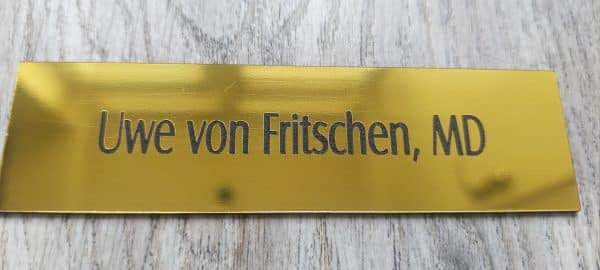 Uwe von Fritschen, MD